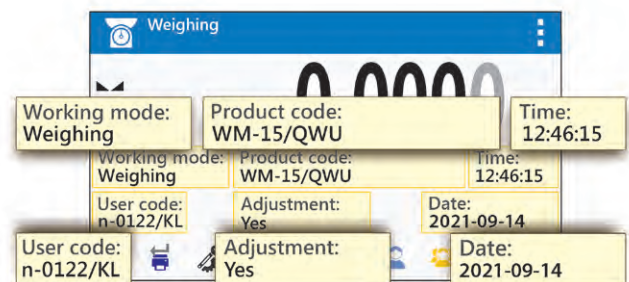 Weighing
0.0000
Working mode: Product code: Time:
Weighing WM-15/QWU 12:46:15
Working mode: Product code: Time:
Weighing WM-15/QWU 12:46:15
User code: Adjustment: Date:
n-0122/KL Yes 2021-09-14
User code: Adjustment: Date:
n-0122/KL Yes 2021-09-14